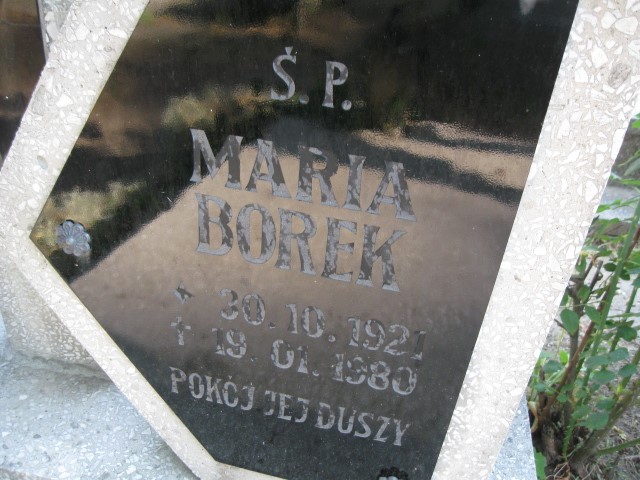 Ś.P.
MARIA
BOREK
* 30.10.1921
† 19.01.1980
POKÓJ JEJ DUSZY